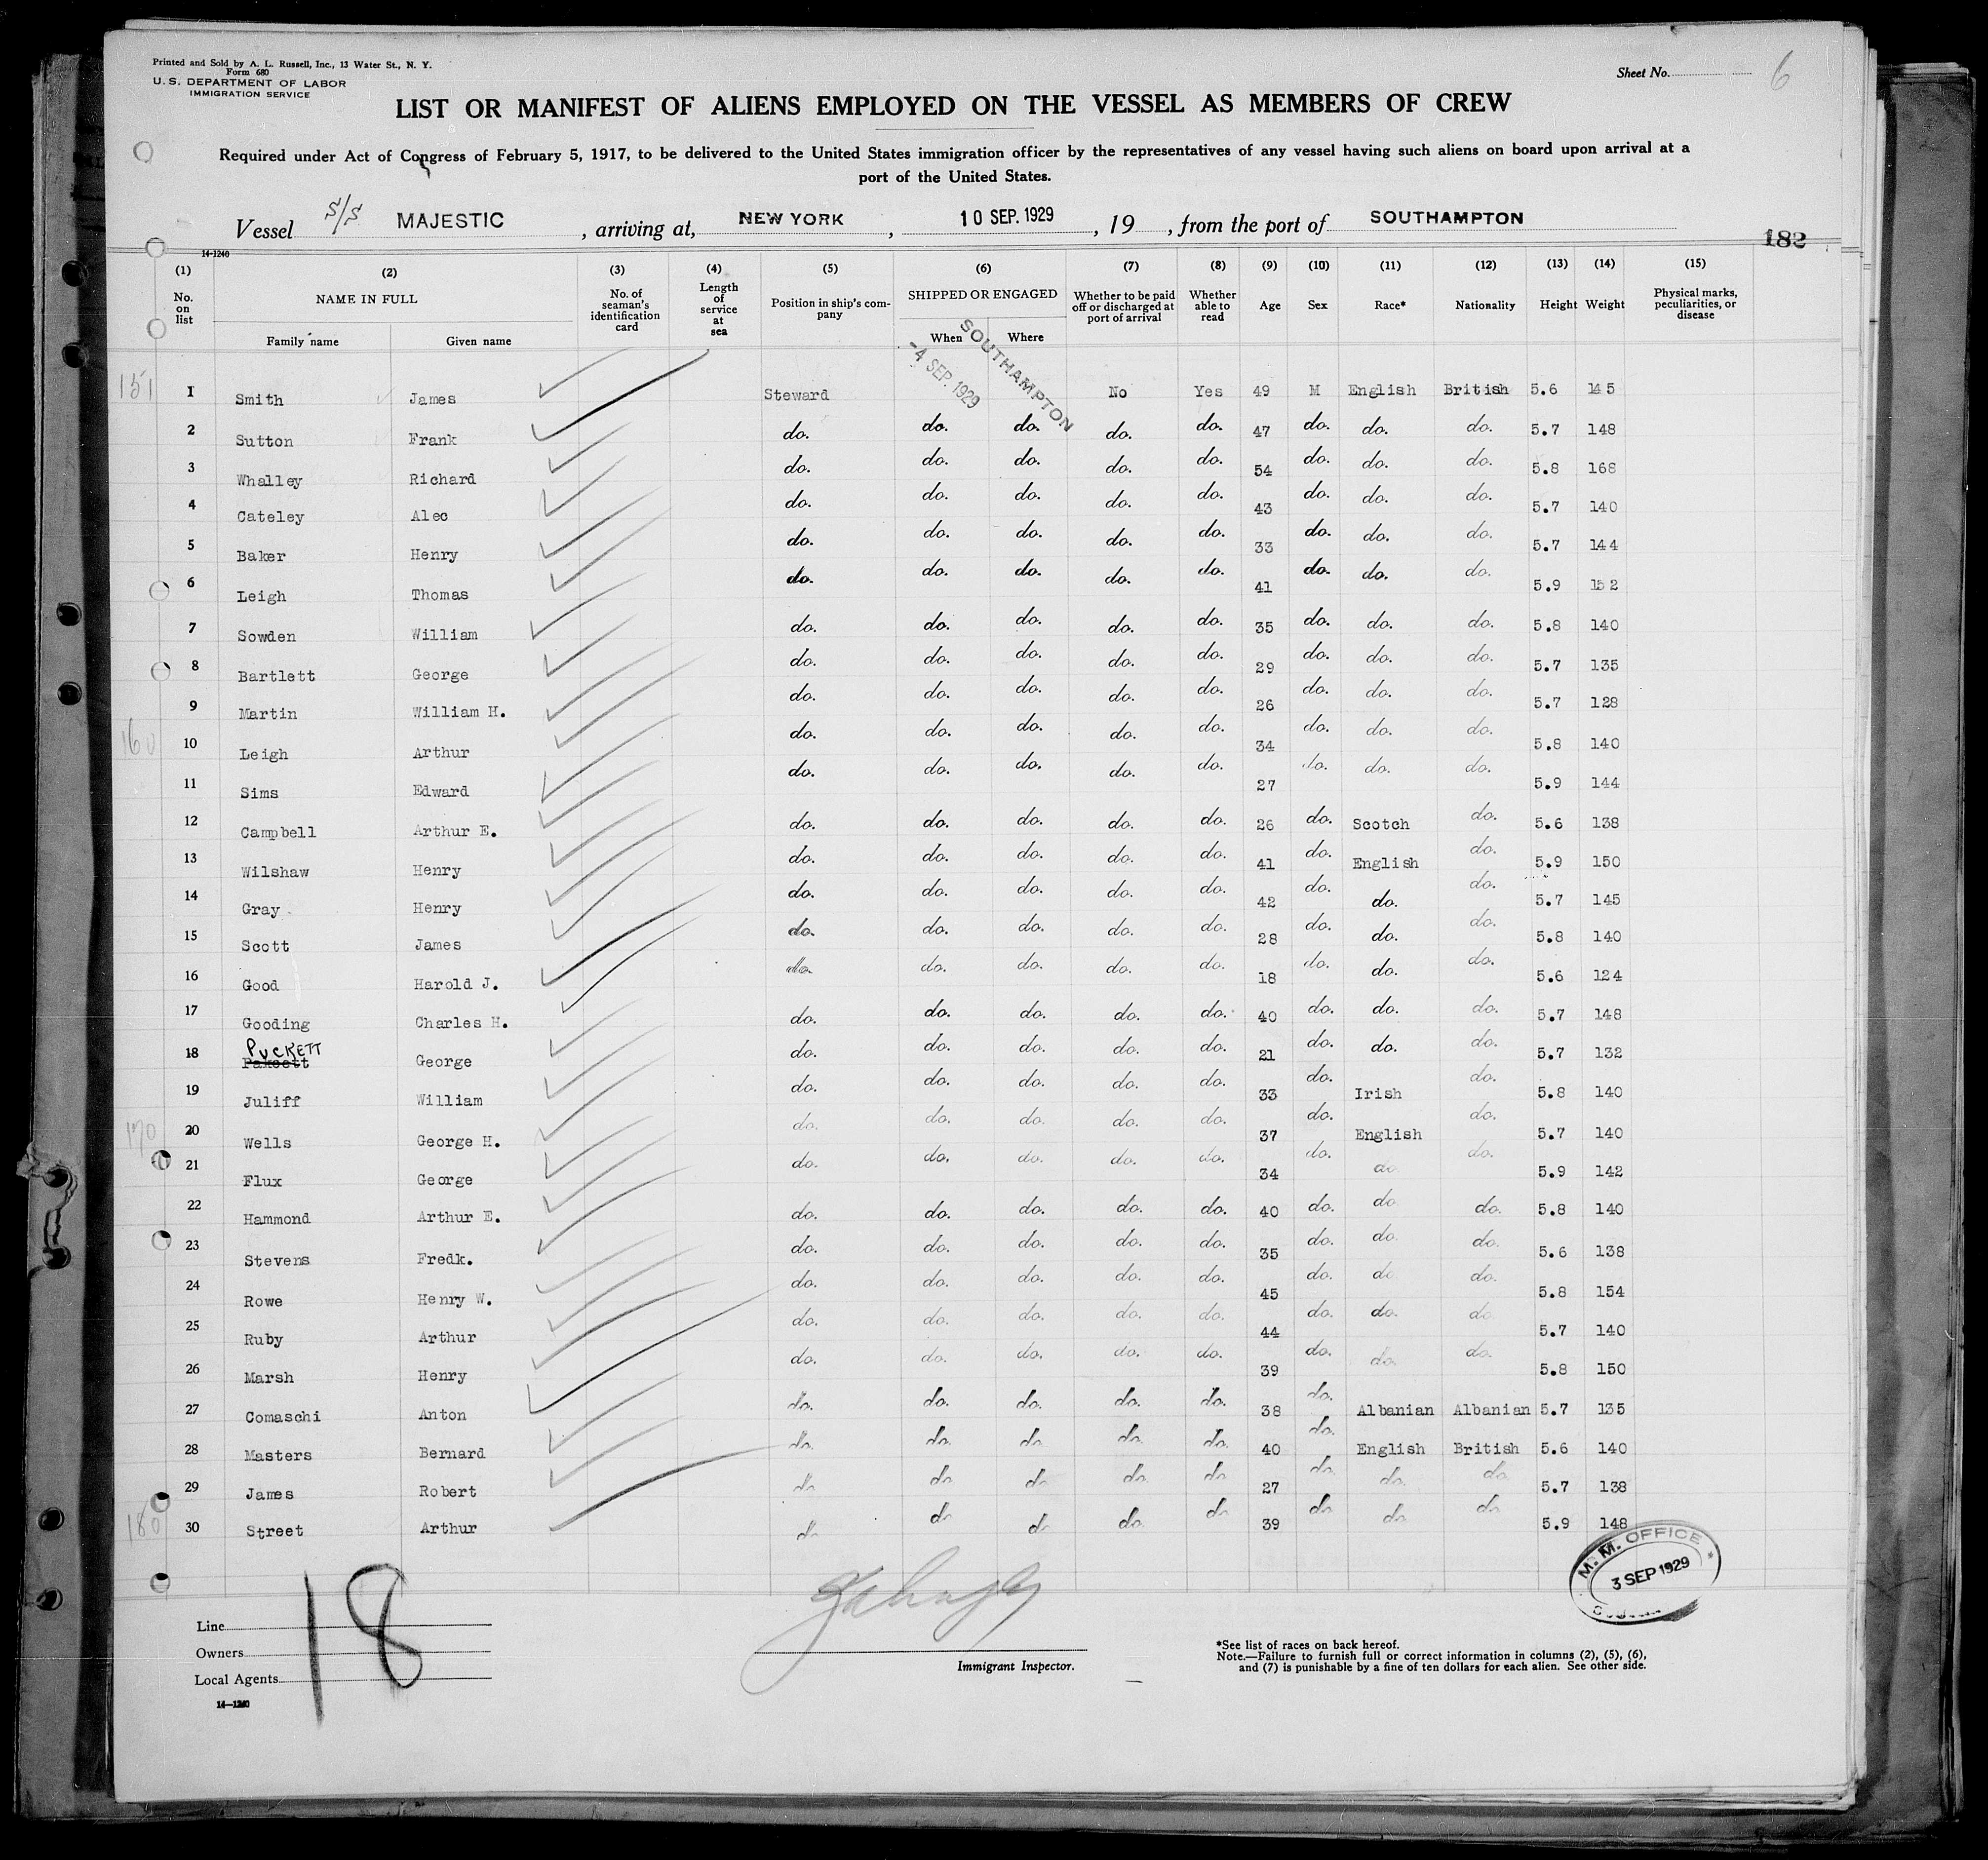 Printed and Sold by A. L. Russell, Inc., 13 Water St., N. Y.
Form 680
U. S. DEPARTMENT OF LABOR
IMMIGRATION SERVICE
Sheet No. 6
LIST OR MANIFEST OF ALIENS EMPLOYED ON THE VESSEL AS MEMBERS OF CREW
Required under Act of Congress of February 5, 1917, to be delivered to the United States immigration officer by the representatives of any vessel having such aliens on board upon arrival at a
port of the United States.
Vessel S/S MAJESTIC, arriving at, NEW YORK, 10 SEP. 1929, 19, from the port of SOUTHAMPTON
182
14-1240
(1) (2) (3) (4) (5) (6) (7) (8) (9) (10) (11) (12) (13) (14) (15)
No. on list NAME IN FULL Family name Given name No. of seaman's identification card Length of service at sea Position in ship's company SHIPPED OR ENGAGED When Where Whether to be paid off or discharged at port of arrival Whether able to read Age Sex Race* Nationality Height Weight Physical marks, peculiarities, or disease
-4 SEP. 1929 SOUTHAMPTON
151 1 Smith James Steward No Yes 49 M English British 5.6 145
2 Sutton Frank do. do. do. do. do. 47 do. do. do. 5.7 148
3 Whalley Richard do. do. do. do. do. 54 do. do. do. 5.8 168
4 Cateley Alec do. do. do. do. do. 43 do. do. do. 5.7 140
5 Baker Henry do. do. do. do. do. 33 do. do. do. 5.7 144
6 Leigh Thomas do. do. do. do. do. 41 do. do. do. 5.9 152
7 Sowden William do. do. do. do. do. 35 do. do. do. 5.8 140
8 Bartlett George do. do. do. do. do. 29 do. do. do. 5.7 135
9 Martin William H. do. do. do. do. do. 26 do. do. do. 5.7 128
160 10 Leigh Arthur do. do. do. do. do. 34 do. do. do. 5.8 140
11 Sims Edward do. do. do. do. do. 27 do. do. do. 5.9 144
12 Campbell Arthur E. do. do. do. do. do. 26 do. Scotch do. 5.6 138
13 Wilshaw Henry do. do. do. do. do. 41 do. English do. 5.9 150
14 Gray Henry do. do. do. do. do. 42 do. do. do. 5.7 145
15 Scott James do. do. do. do. do. 28 do. do. do. 5.8 140
16 Good Harold J. do. do. do. do. do. 18 do. do. do. 5.6 124
17 Gooding Charles H. do. do. do. do. do. 40 do. do. do. 5.7 148
18 PUCKETT George do. do. do. do. do. 21 do. do. do. 5.7 132
19 Juliff William do. do. do. do. do. 33 do. Irish do. 5.8 140
170 20 Wells George H. do. do. do. do. do. 37 do. English do. 5.7 140
21 Flux George do. do. do. do. do. 34 do. do. do. 5.9 142
22 Hammond Arthur E. do. do. do. do. do. 40 do. do do. 5.8 140
23 Stevens Fredk. do. do. do. do. do. 35 do. do. do. 5.6 138
24 Rowe Henry W. do. do. do. do. do. 45 do. do. do. 5.8 154
25 Ruby Arthur do. do. do. do. do. 44 do. do. do 5.7 140
26 Marsh Henry do. do. do. do. do. 39 do. do. do. 5.8 150
27 Comaschi Anton do. do. do. do. do. 38 do. Albanian Albanian 5.7 135
28 Masters Bernard do. do. do do. do. 40 do. English British 5.6 140
29 James Robert do do do do. do 27 do do. do 5.7 138
180 30 Street Arthur do do do do. do 39 do do. do 5.9 148
M. M. OFFICE
3 SEP 1929
Line
Owners
Local Agents
18
14-1240
Immigrant Inspector.
*See list of races on back hereof.
Note.—Failure to furnish full or correct information in columns (2), (5), (6),
and (7) is punishable by a fine of ten dollars for each alien. See other side.